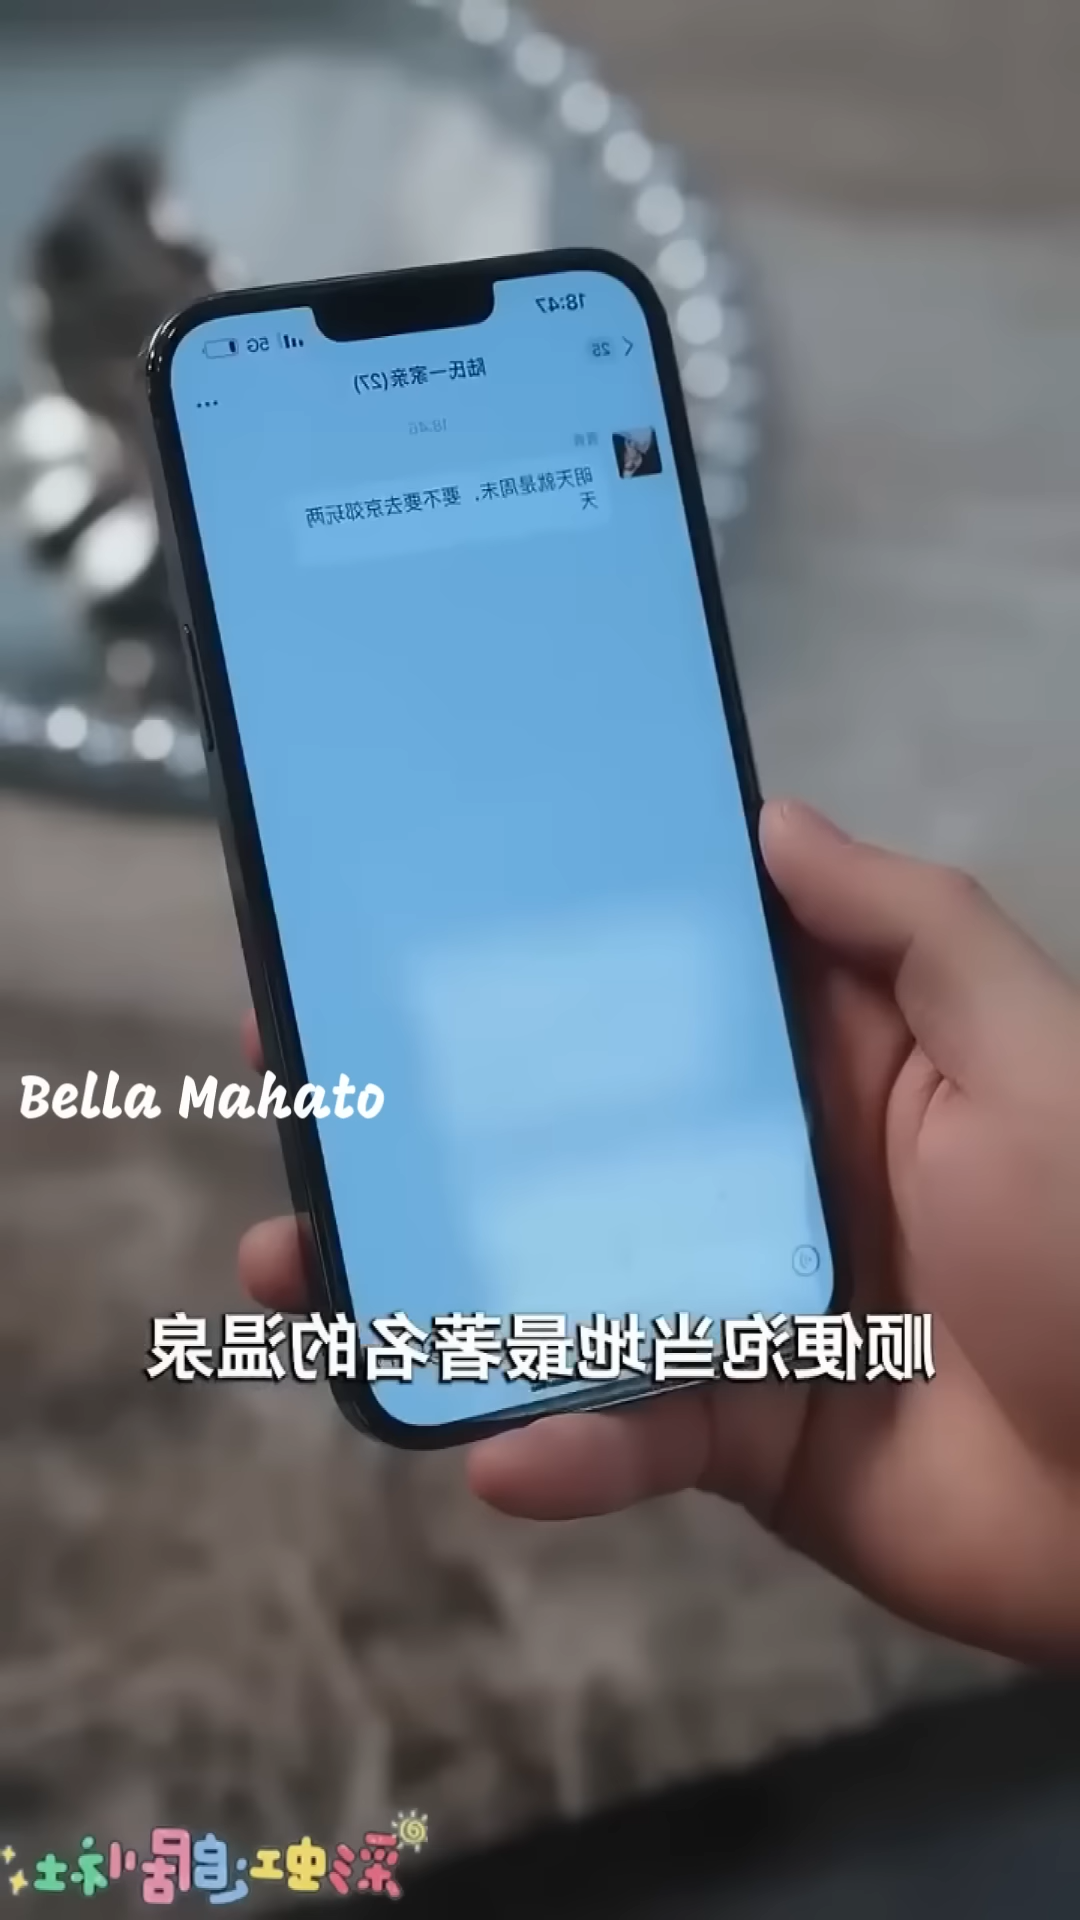 18:47
5G
25
陆氏一家亲(27)
18:46
明天就是周末，要不要去京郊玩两
天
Bella Mahato
顺便泡当地最著名的温泉
彩虹追剧小社